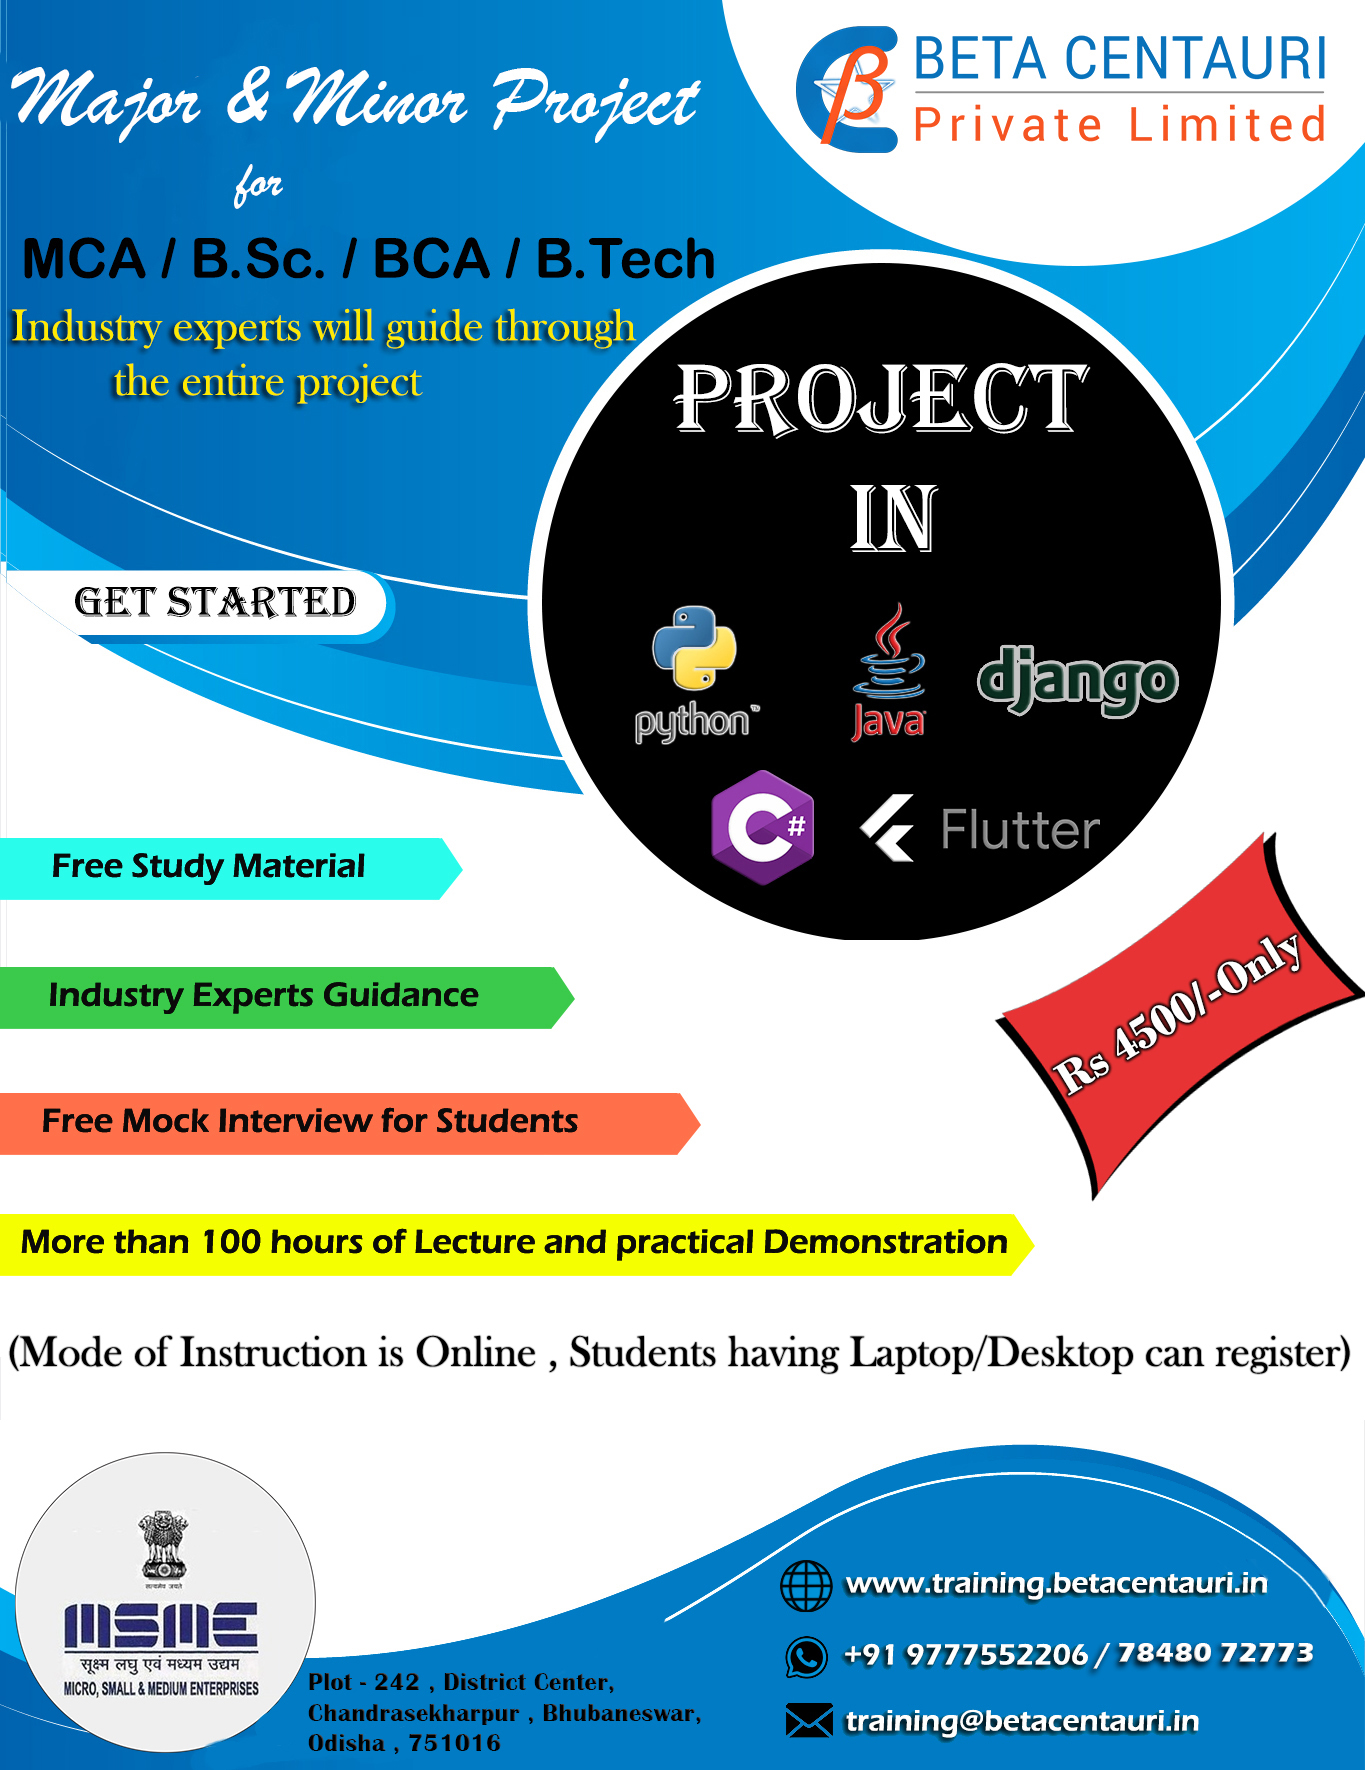 BETA CENTAURI
Private Limited
Major & Minor Project
for
MCA / B.Sc. / BCA / B.Tech
Industry experts will guide through
the entire project
PROJECT
IN
GET STARTED
python™
Java
django
C#
Flutter
Free Study Material
Rs 4500/-Only
Industry Experts Guidance
Free Mock Interview for Students
More than 100 hours of Lecture and practical Demonstration
(Mode of Instruction is Online , Students having Laptop/Desktop can register)
सत्यमेव जयते
MSME
सूक्ष्म लघु एवं मध्यम उद्यम
MICRO, SMALL & MEDIUM ENTERPRISES
Plot - 242 , District Center,
Chandrasekharpur , Bhubaneswar,
Odisha , 751016
www.training.betacentauri.in
+91 9777552206 / 78480 72773
training@betacentauri.in